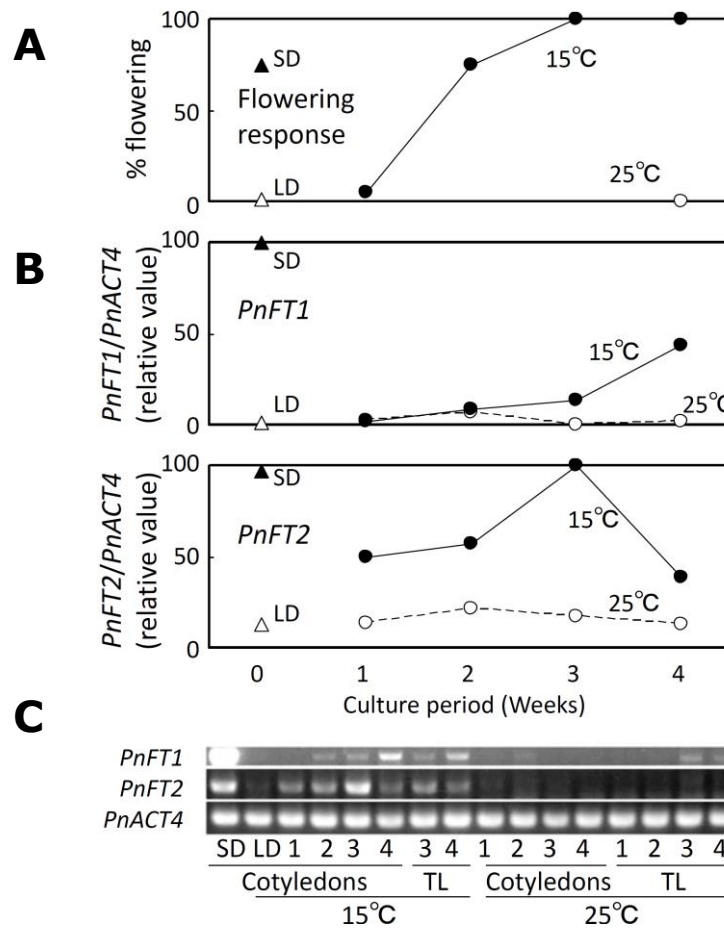 A
% flowering
100
50
0
SD
Flowering
response
LD
15℃
25℃
B
PnFT1/PnACT4
(relative value)
100
50
0
SD
PnFT1
LD
15℃
25℃
PnFT2/PnACT4
(relative value)
100
50
0
SD
PnFT2
LD
15℃
25℃
0 1 2 3 4
Culture period (Weeks)
C
PnFT1
PnFT2
PnACT4
SD LD 1 2 3 4 3 4 1 2 3 4 1 2 3 4
Cotyledons TL Cotyledons TL
15℃ 25℃